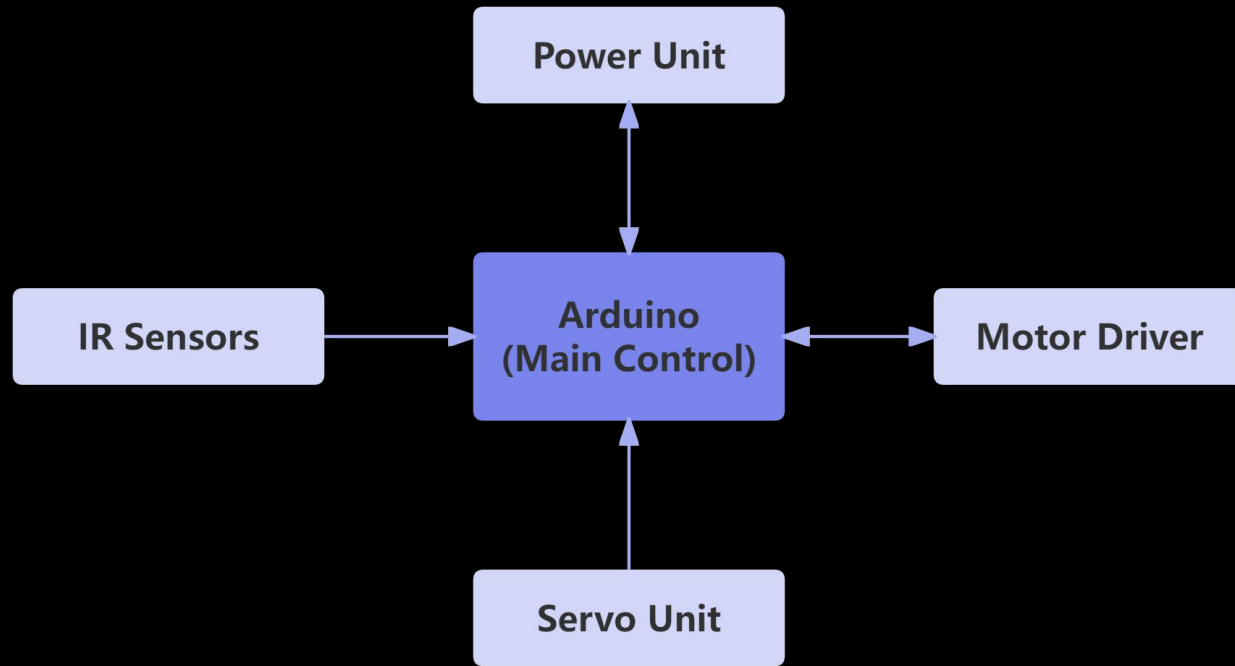 Power Unit
IR Sensors
Arduino
(Main Control)
Motor Driver
Servo Unit